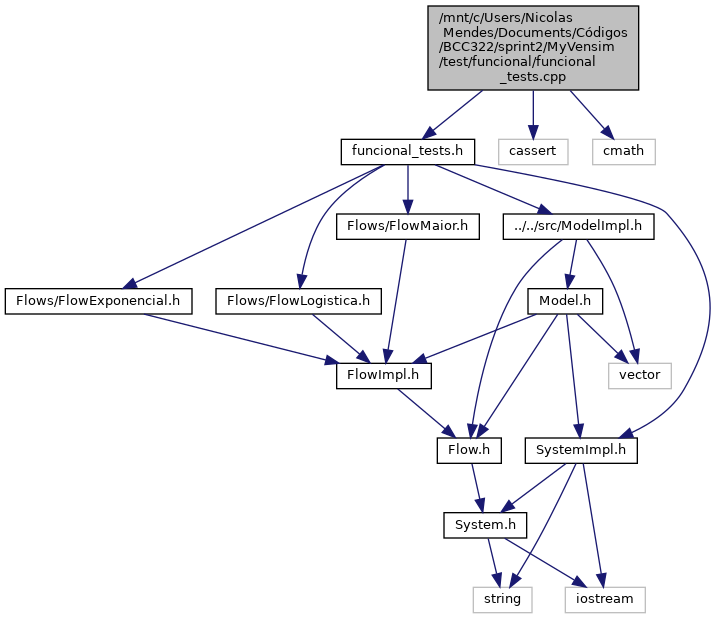 /mnt/c/Users/Nicolas
Mendes/Documents/Códigos
/BCC322/sprint2/MyVensim
/test/funcional/funcional
_tests.cpp
funcional_tests.h
cassert
cmath
Flows/FlowMaior.h
../../src/ModelImpl.h
Flows/FlowExponencial.h
Flows/FlowLogistica.h
Model.h
FlowImpl.h
vector
Flow.h
SystemImpl.h
System.h
string
iostream